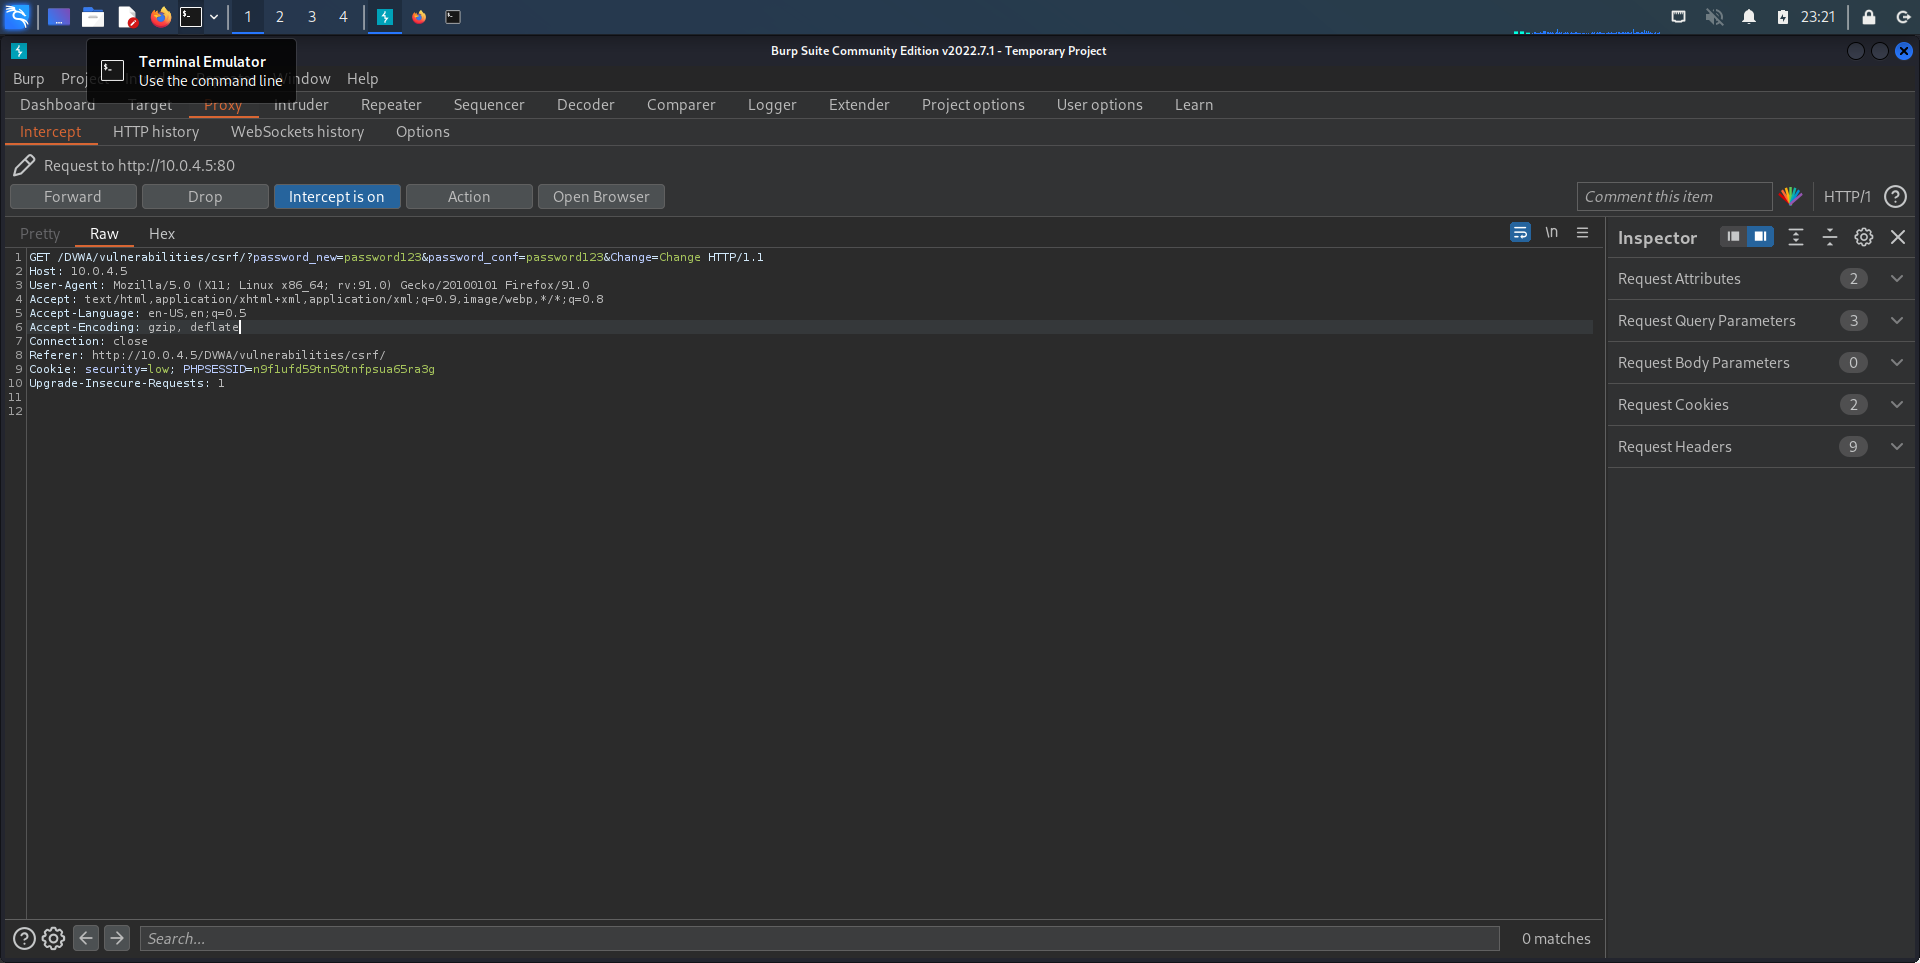 1 2 3 4
23:21
Burp Suite Community Edition v2022.7.1 - Temporary Project
Terminal Emulator
Use the command line
Burp Proj Window Help
Dashboard Target Proxy Intruder Repeater Sequencer Decoder Comparer Logger Extender Project options User options Learn
Intercept HTTP history WebSockets history Options
Request to http://10.0.4.5:80
Forward Drop Intercept is on Action Open Browser Comment this item HTTP/1
Pretty Raw Hex \n
Inspector
1 GET /DVWA/vulnerabilities/csrf/?password_new=password123&password_conf=password123&Change=Change HTTP/1.1
2 Host: 10.0.4.5
3 User-Agent: Mozilla/5.0 (X11; Linux x86_64; rv:91.0) Gecko/20100101 Firefox/91.0
4 Accept: text/html,application/xhtml+xml,application/xml;q=0.9,image/webp,*/*;q=0.8
5 Accept-Language: en-US,en;q=0.5
6 Accept-Encoding: gzip, deflate
7 Connection: close
8 Referer: http://10.0.4.5/DVWA/vulnerabilities/csrf/
9 Cookie: security=low; PHPSESSID=n9f1ufd59tn50tnfpsua65ra3g
10 Upgrade-Insecure-Requests: 1
11
12
Request Attributes 2
Request Query Parameters 3
Request Body Parameters 0
Request Cookies 2
Request Headers 9
Search... 0 matches